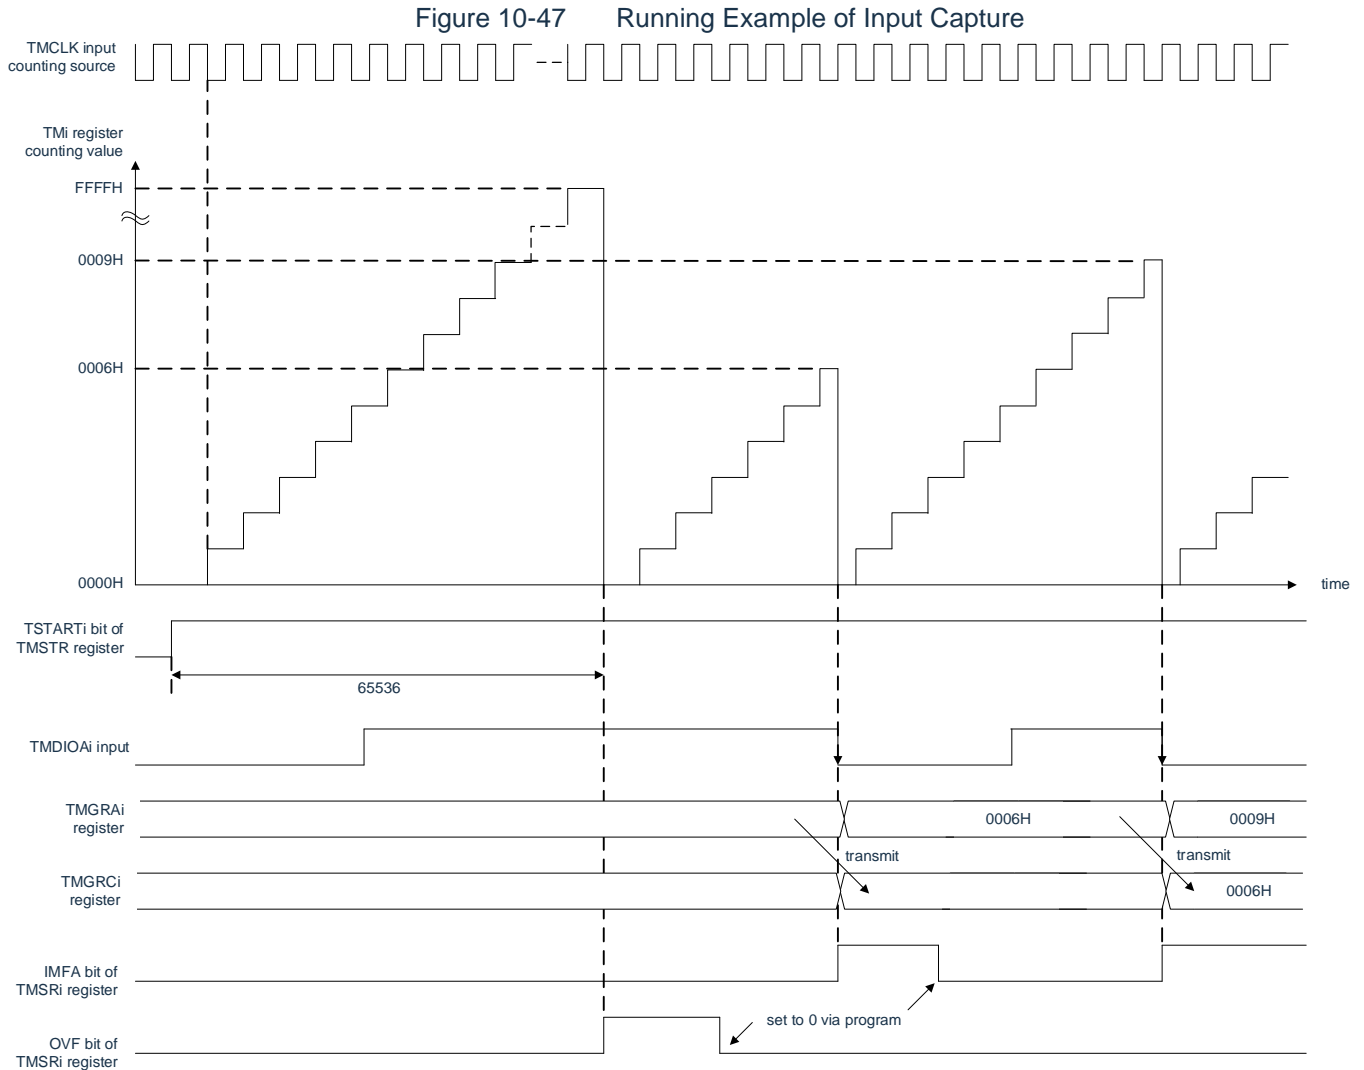 Figure 10-47 Running Example of Input Capture
TMCLK input
counting source
TMi register
counting value
FFFFH
0009H
0006H
0000H
time
TSTARTi bit of
TMSTR register
65536
TMDIOAi input
TMGRAi
register
0006H
0009H
transmit
transmit
TMGRCi
register
0006H
IMFA bit of
TMSRi register
set to 0 via program
OVF bit of
TMSRi register